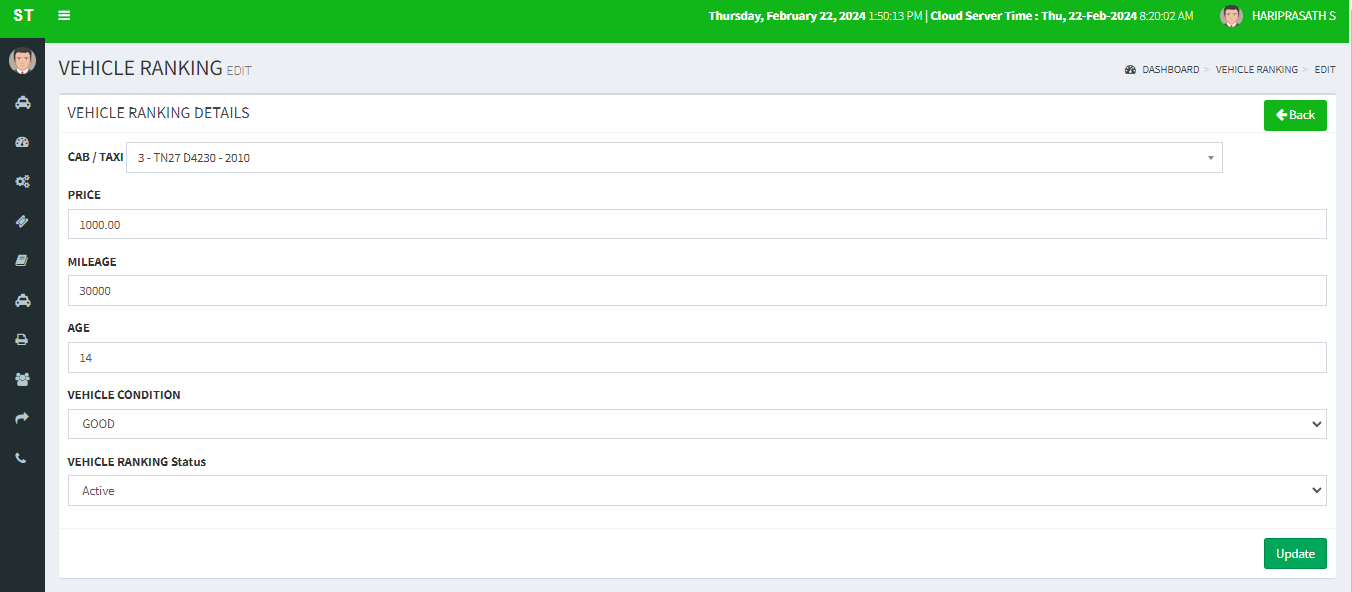 ST
Thursday, February 22, 2024 1:50:13 PM | Cloud Server Time : Thu, 22-Feb-2024 8:20:02 AM
HARIPRASATH S
VEHICLE RANKING EDIT
DASHBOARD > VEHICLE RANKING > EDIT
VEHICLE RANKING DETAILS
Back
CAB / TAXI
3 - TN27 D4230 - 2010
PRICE
1000.00
MILEAGE
30000
AGE
14
VEHICLE CONDITION
GOOD
VEHICLE RANKING Status
Active
Update